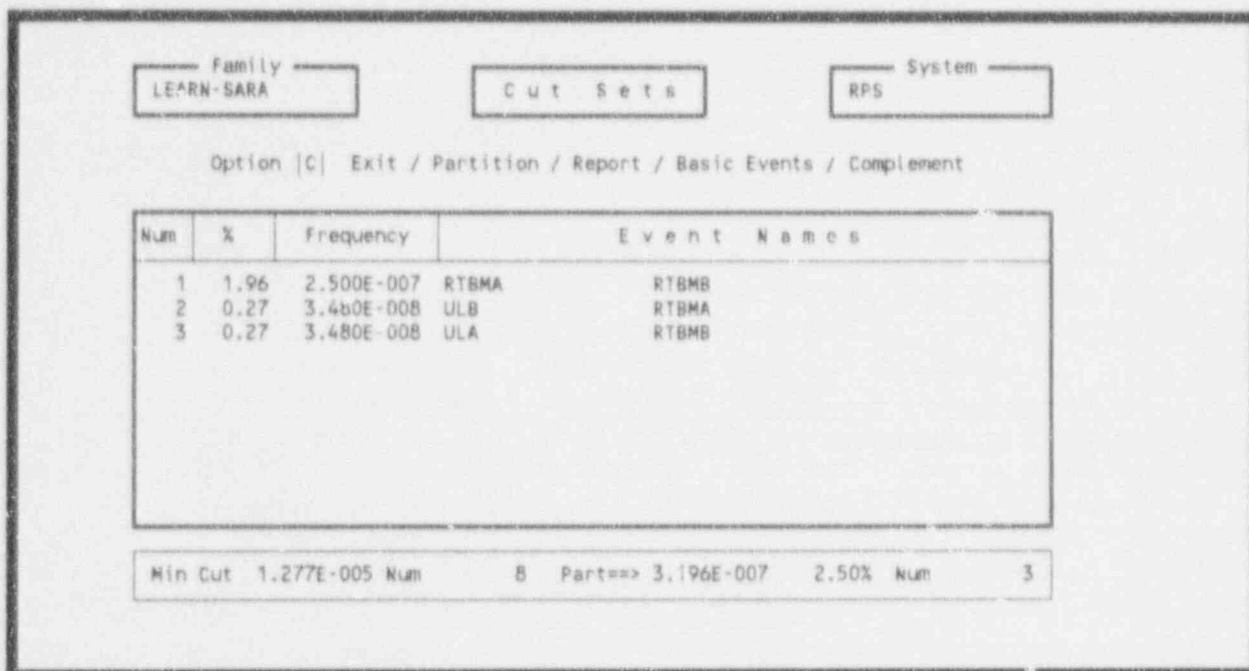 Family
LEARN-SARA
Cut Sets
System
RPS
Option |C| Exit / Partition / Report / Basic Events / Complement
Num % Frequency Event Names
1 1.96 2.500E-007 RTBMA RTBMB
2 0.27 3.480E-008 ULB RTBMA
3 0.27 3.480E-008 ULA RTBMB
Min Cut 1.277E-005 Num 8 Part==> 3.196E-007 2.50% Num 3